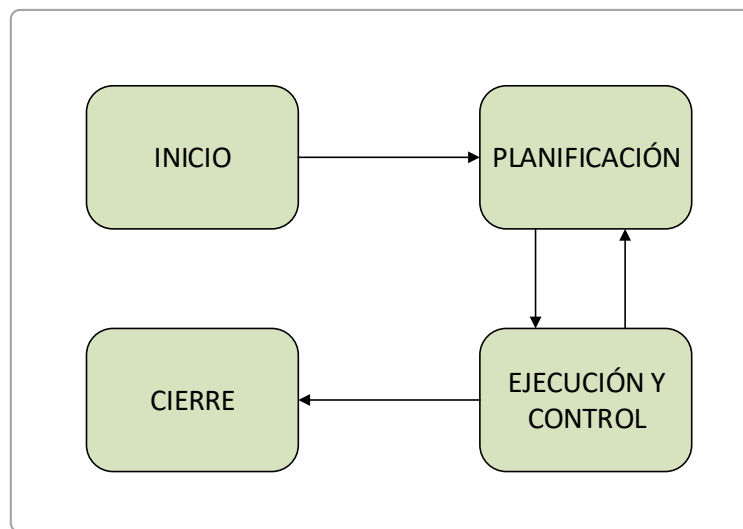 INICIO
PLANIFICACIÓN
CIERRE
EJECUCIÓN Y
CONTROL